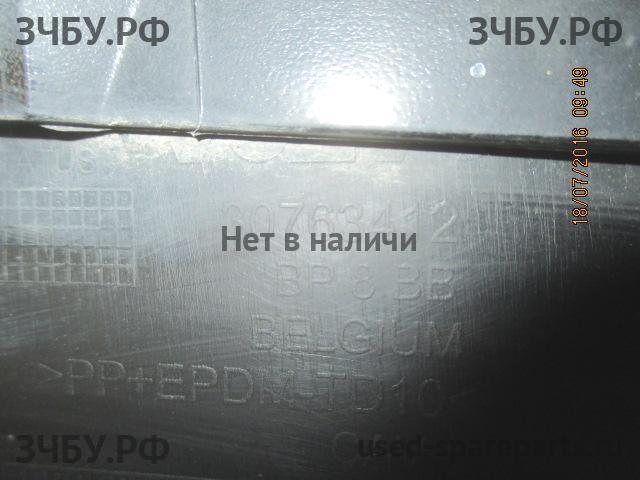 ЗЧБУ.РФ
ЗЧБУ.РФ
18/07/2016 09:49
30763412
Нет в наличи
BP 8 BB
BELGIUM
>PP+EPDM-TD10<
ЗЧБУ.РФ
used-spareparts.ru